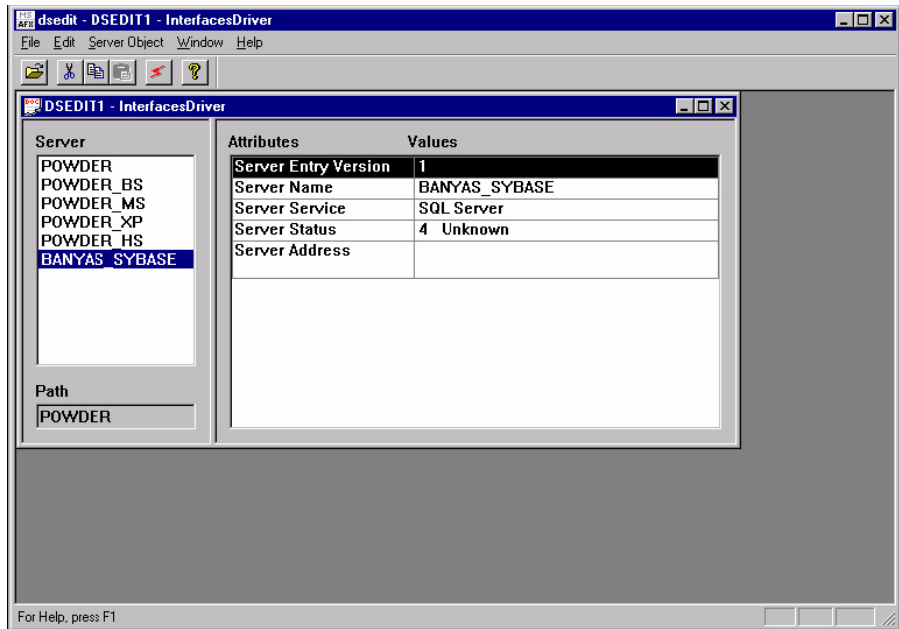 MS AFX dsedit - DSEDIT1 - InterfacesDriver
File Edit Server Object Window Help
DSEDIT1 - InterfacesDriver
Server
POWDER
POWDER_BS
POWDER_MS
POWDER_XP
POWDER_HS
BANYAS_SYBASE
Path
POWDER
Attributes Values
Server Entry Version 1
Server Name BANYAS_SYBASE
Server Service SQL Server
Server Status 4 Unknown
Server Address
For Help, press F1